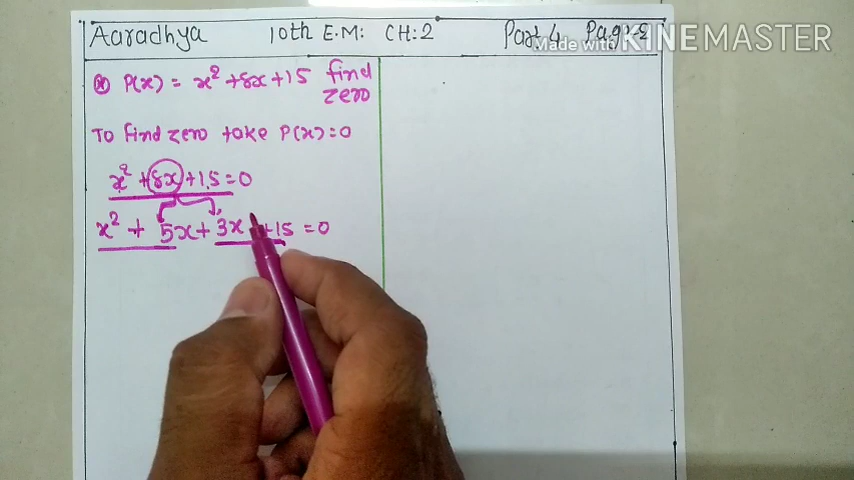 Aaradhya 10th E.M: CH:2 Part 4 Page-2
Made with KINEMASTER
P(x) = x² + 8x + 15 find
zero
To find zero take P(x)=0
x² + 8x + 15 = 0
x² + 5x + 3x + 15 = 0